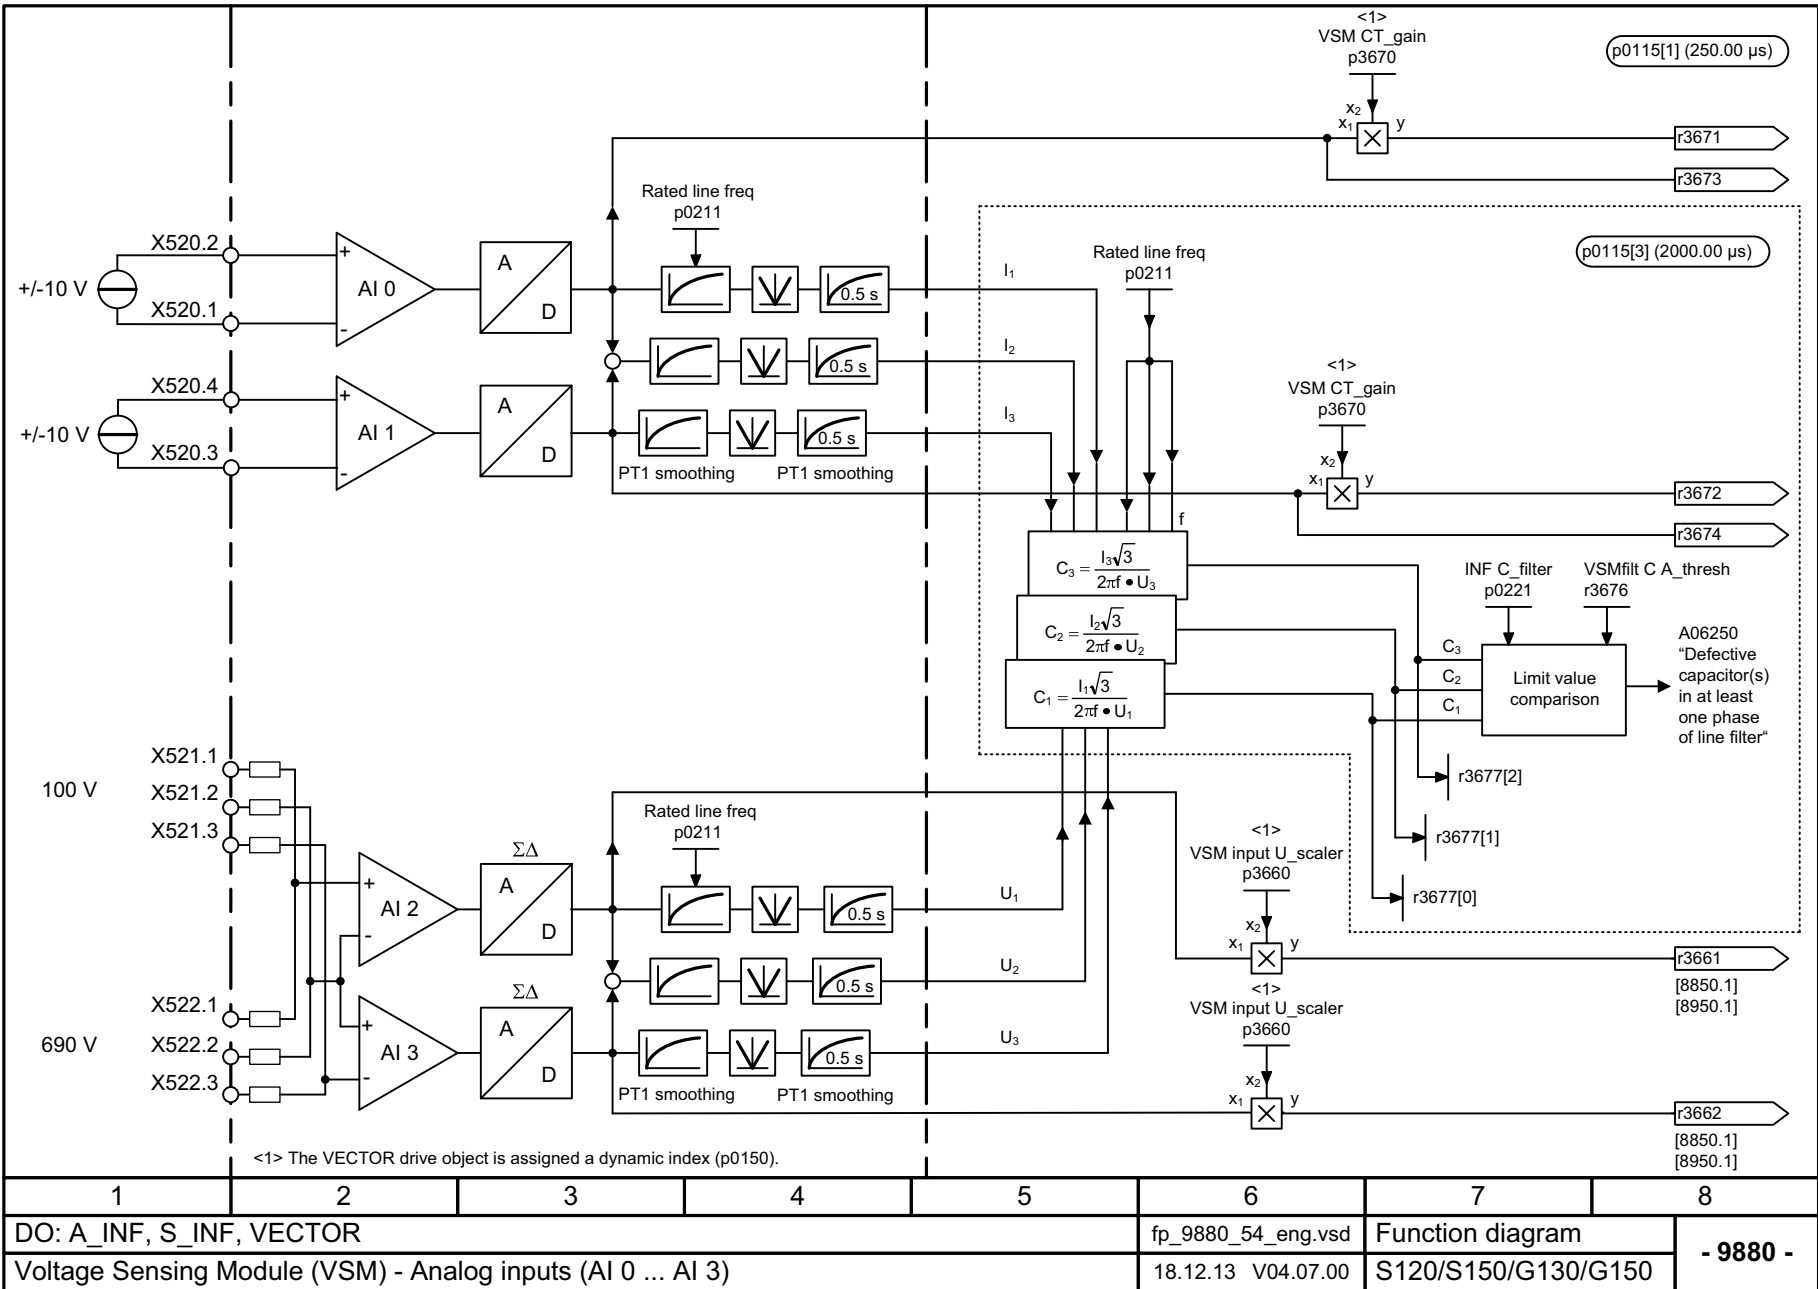 <1>
VSM CT_gain
p3670
p0115[1] (250.00 µs)
x₂
x₁
y
r3671
r3673
Rated line freq
p0211
X520.2
+/-10 V
X520.1
+
-
AI 0
A
D
0.5 s
I₁
Rated line freq
p0211
p0115[3] (2000.00 µs)
0.5 s
I₂
X520.4
+/-10 V
X520.3
+
-
AI 1
A
D
0.5 s
I₃
PT1 smoothing
PT1 smoothing
<1>
VSM CT_gain
p3670
x₂
x₁
y
r3672
r3674
f
C₃ = I₃√3 / 2πf • U₃
C₂ = I₂√3 / 2πf • U₂
C₁ = I₁√3 / 2πf • U₁
INF C_filter
p0221
VSMfilt C A_thresh
r3676
C₃
C₂
C₁
Limit value
comparison
A06250
“Defective
capacitor(s)
in at least
one phase
of line filter“
r3677[2]
r3677[1]
r3677[0]
100 V
X521.1
X521.2
X521.3
690 V
X522.1
X522.2
X522.3
+
-
AI 2
ΣΔ
A
D
Rated line freq
p0211
0.5 s
U₁
0.5 s
U₂
+
-
AI 3
ΣΔ
A
D
0.5 s
U₃
PT1 smoothing
PT1 smoothing
<1>
VSM input U_scaler
p3660
x₂
x₁
y
r3661
[8850.1]
[8950.1]
<1>
VSM input U_scaler
p3660
x₂
x₁
y
r3662
[8850.1]
[8950.1]
<1> The VECTOR drive object is assigned a dynamic index (p0150).
1 2 3 4 5 6 7 8
DO: A_INF, S_INF, VECTOR
fp_9880_54_eng.vsd
Function diagram
- 9880 -
Voltage Sensing Module (VSM) - Analog inputs (AI 0 ... AI 3)
18.12.13 V04.07.00
S120/S150/G130/G150